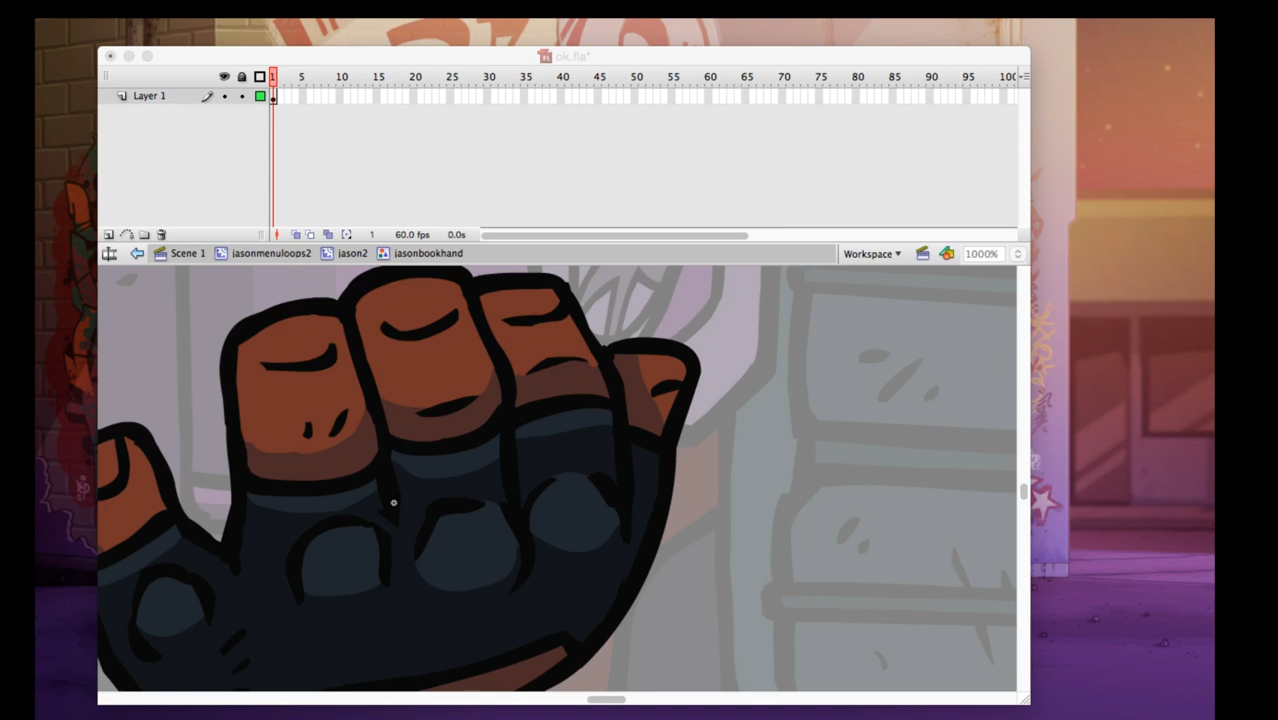 ok.fla*
1 5 10 15 20 25 30 35 40 45 50 55 60 65 70 75 80 85 90 95 100
Layer 1
1 60.0 fps 0.0s
Scene 1 jasonmenuloops2 jason2 jasonbookhand Workspace 1000%